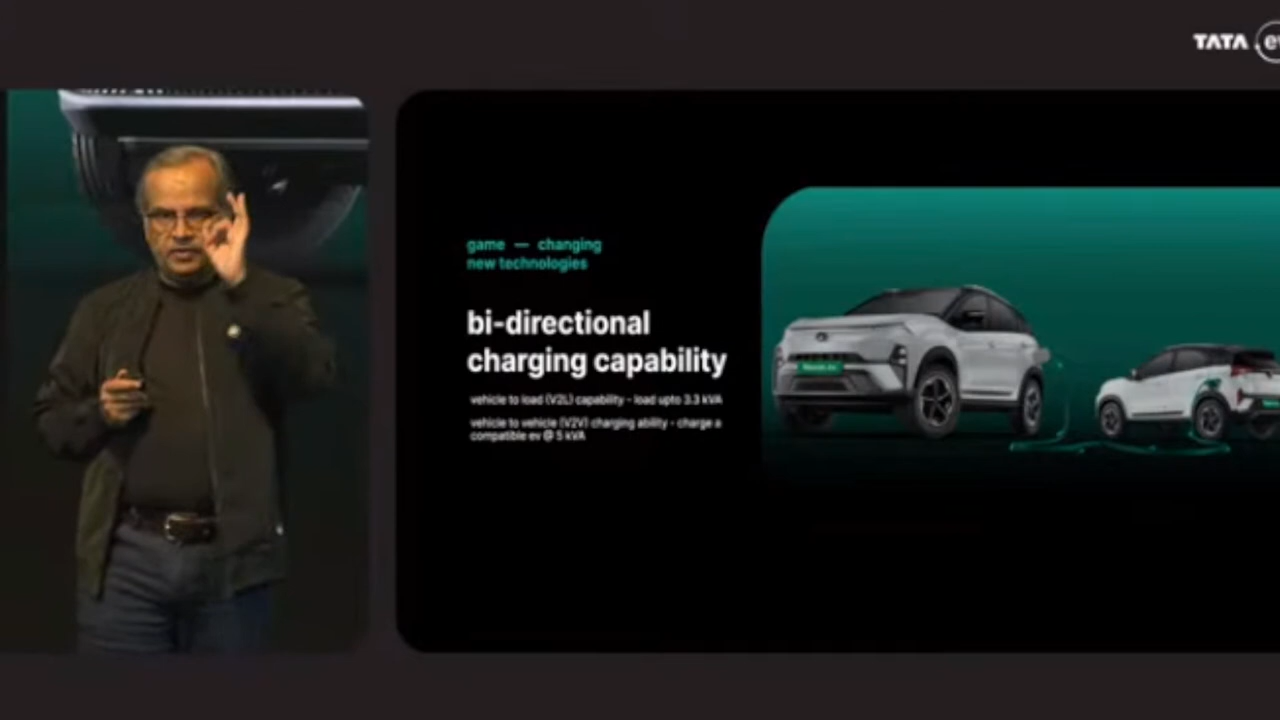 TATA .ev
game — changing
new technologies
bi-directional
charging capability
vehicle to load (V2L) capability - load upto 3.3 kVA
vehicle to vehicle (V2V) charging ability - charge a
compatible ev @ 5 kVA